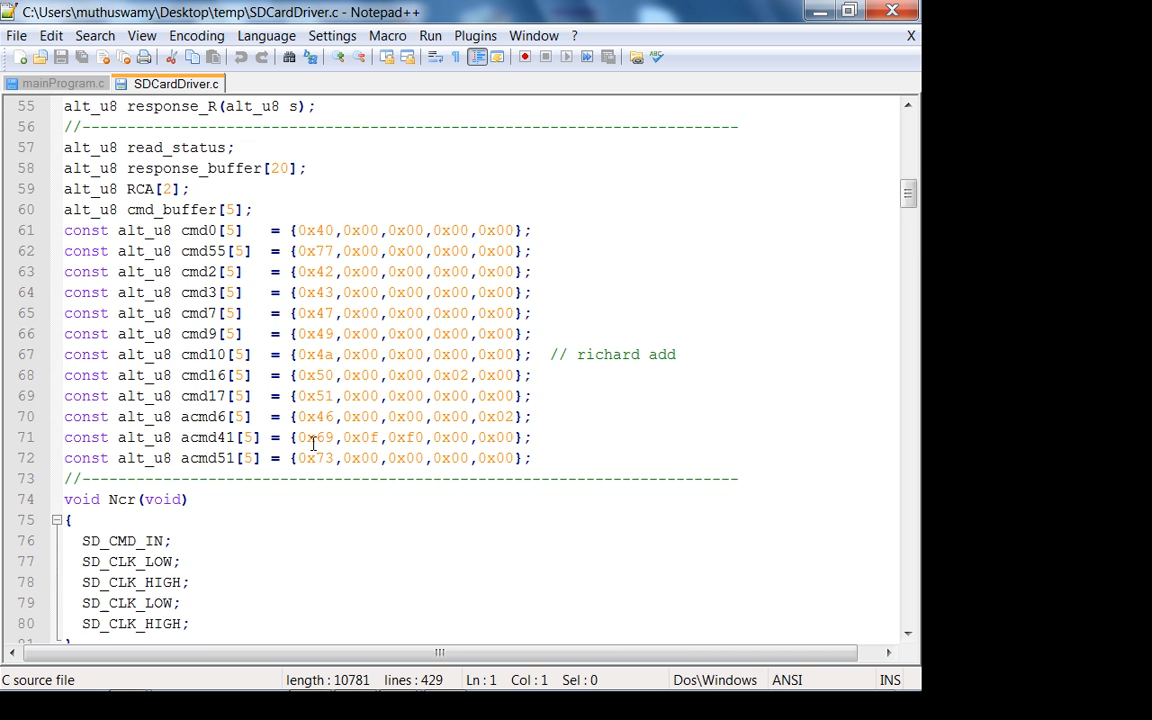 C:\Users\muthuswamy\Desktop\temp\SDCardDriver.c - Notepad++
File Edit Search View Encoding Language Settings Macro Run Plugins Window ? X
mainProgram.c SDCardDriver.c
55 alt_u8 response_R(alt_u8 s);
56 //-------------------------------------------------------------------------
57 alt_u8 read_status;
58 alt_u8 response_buffer[20];
59 alt_u8 RCA[2];
60 alt_u8 cmd_buffer[5];
61 const alt_u8 cmd0[5]   = {0x40,0x00,0x00,0x00,0x00};
62 const alt_u8 cmd55[5]  = {0x77,0x00,0x00,0x00,0x00};
63 const alt_u8 cmd2[5]   = {0x42,0x00,0x00,0x00,0x00};
64 const alt_u8 cmd3[5]   = {0x43,0x00,0x00,0x00,0x00};
65 const alt_u8 cmd7[5]   = {0x47,0x00,0x00,0x00,0x00};
66 const alt_u8 cmd9[5]   = {0x49,0x00,0x00,0x00,0x00};
67 const alt_u8 cmd10[5]  = {0x4a,0x00,0x00,0x00,0x00};  // richard add
68 const alt_u8 cmd16[5]  = {0x50,0x00,0x00,0x02,0x00};
69 const alt_u8 cmd17[5]  = {0x51,0x00,0x00,0x00,0x00};
70 const alt_u8 acmd6[5]  = {0x46,0x00,0x00,0x00,0x02};
71 const alt_u8 acmd41[5] = {0x69,0x0f,0xf0,0x00,0x00};
72 const alt_u8 acmd51[5] = {0x73,0x00,0x00,0x00,0x00};
73 //-------------------------------------------------------------------------
74 void Ncr(void)
75 {
76   SD_CMD_IN;
77   SD_CLK_LOW;
78   SD_CLK_HIGH;
79   SD_CLK_LOW;
80   SD_CLK_HIGH;
81 }
C source file length : 10781 lines : 429 Ln : 1 Col : 1 Sel : 0 Dos\Windows ANSI INS